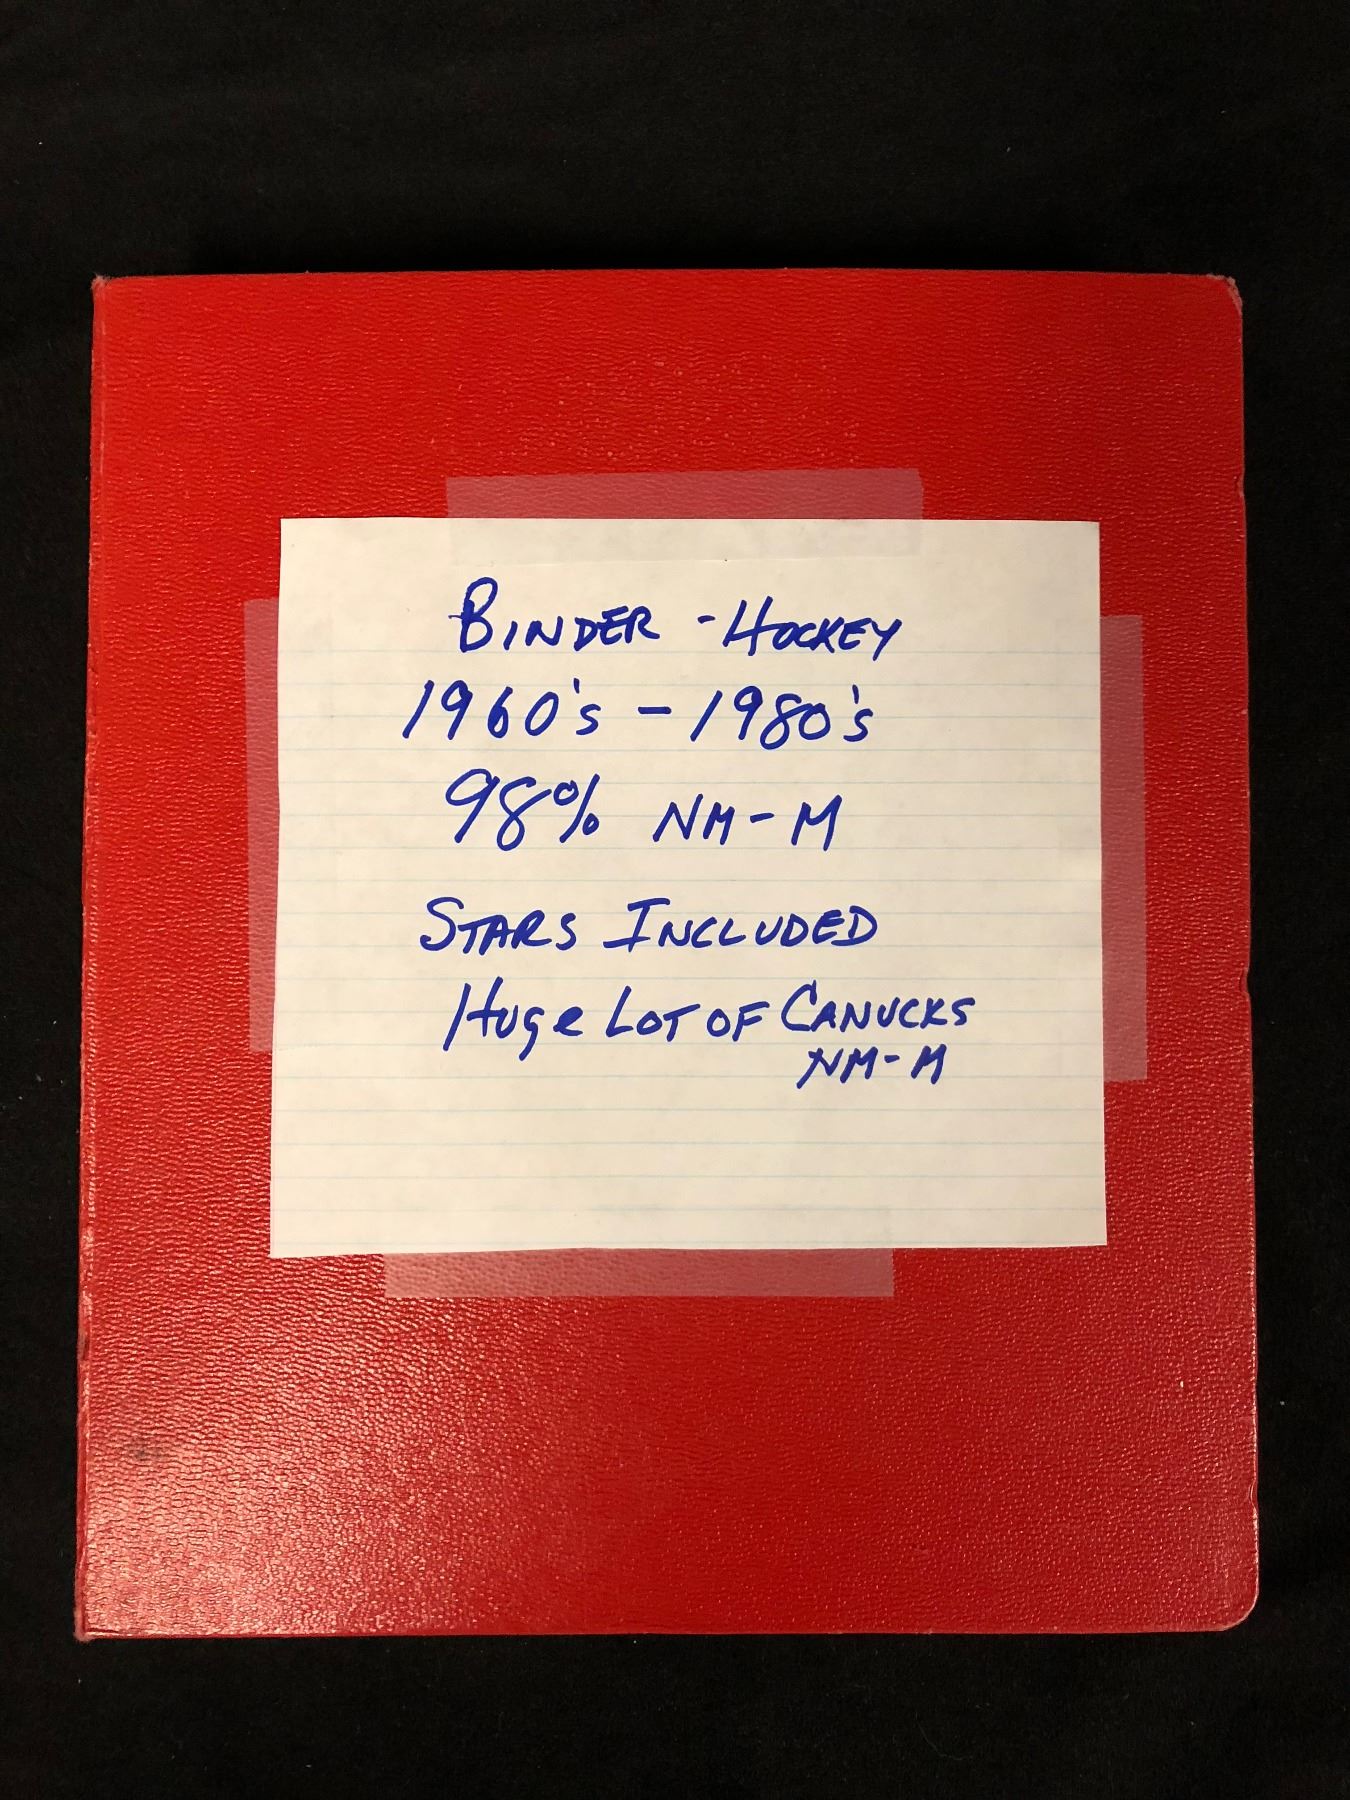 BINDER - HOCKEY
1960's - 1980's
98% NM-M
STARS INCLUDED
HUGe LOT OF CANUCKS
NM-M